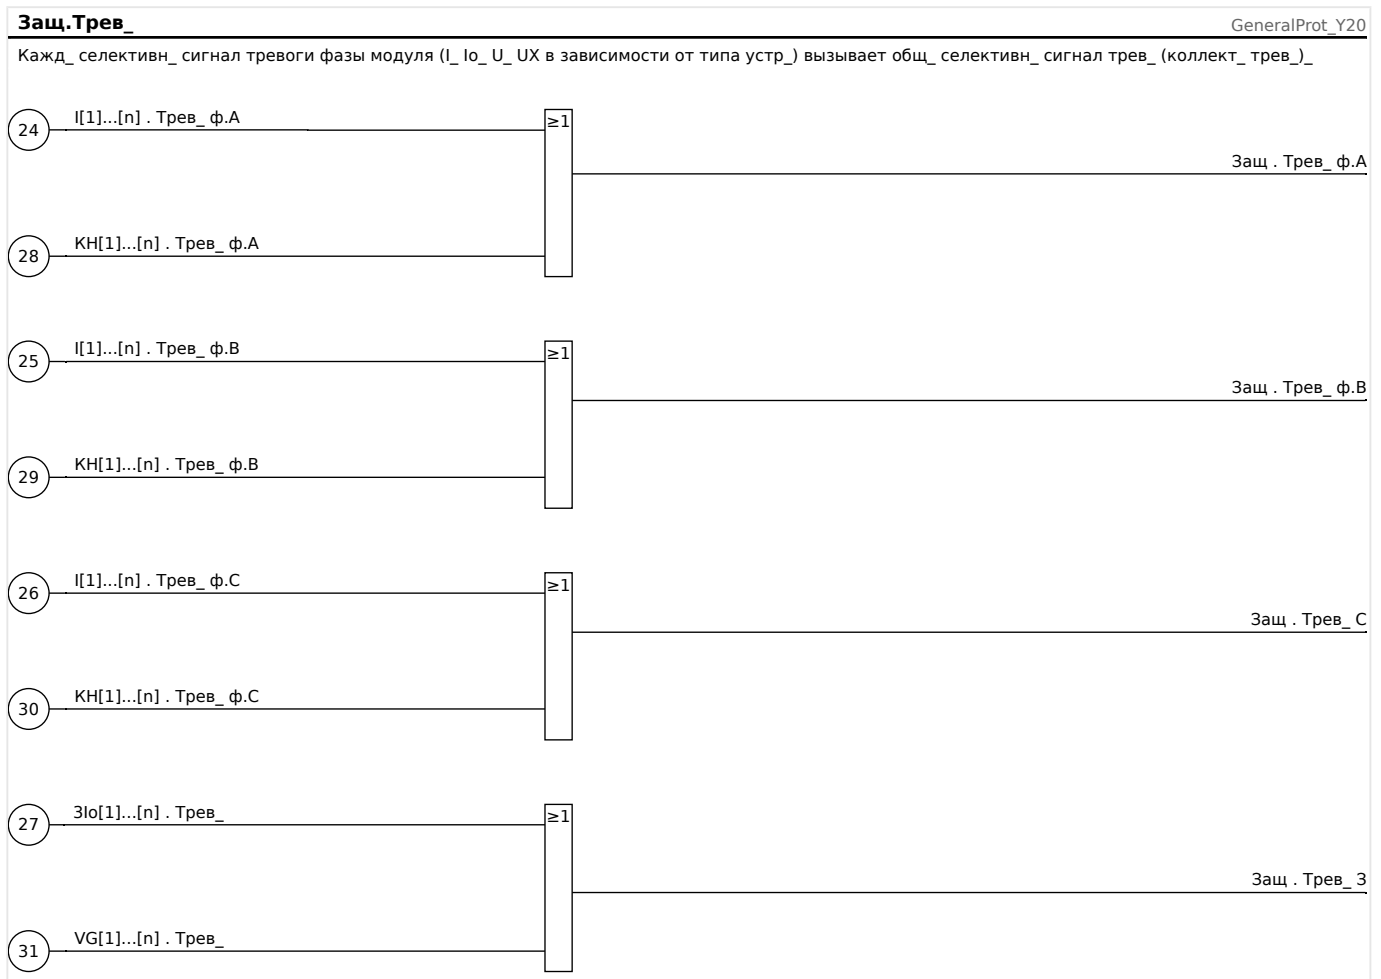 Защ.Трев_
GeneralProt_Y20
Кажд_ селективн_ сигнал тревоги фазы модуля (I_ Io_ U_ UX в зависимости от типа устр_) вызывает общ_ селективн_ сигнал трев_ (коллект_ трев_)_
24
I[1]...[n] . Трев_ ф.A
≥1
Защ . Трев_ ф.A
28
КН[1]...[n] . Трев_ ф.A
25
I[1]...[n] . Трев_ ф.B
≥1
Защ . Трев_ ф.B
29
КН[1]...[n] . Трев_ ф.B
26
I[1]...[n] . Трев_ ф.C
≥1
Защ . Трев_ C
30
КН[1]...[n] . Трев_ ф.C
27
3Io[1]...[n] . Трев_
≥1
Защ . Трев_ З
31
VG[1]...[n] . Трев_